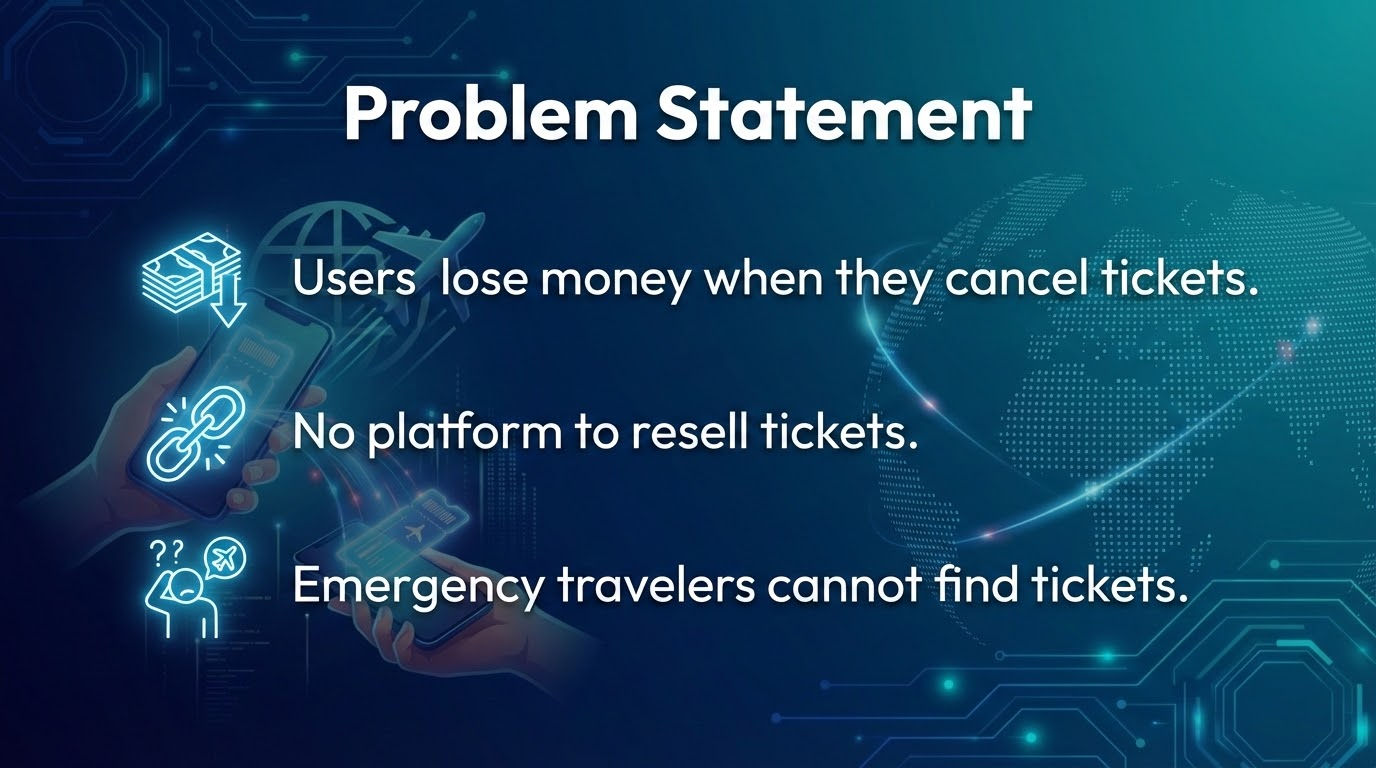 Problem Statement
Users  lose money when they cancel tickets.
No platform to resell tickets.
? ?
Emergency travelers cannot find tickets.